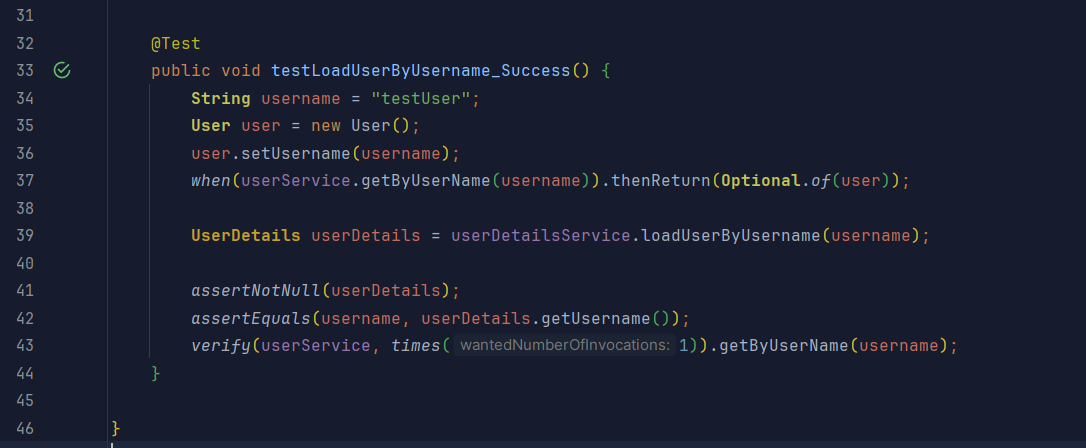 31
32     @Test
33     public void testLoadUserByUsername_Success() {
34         String username = "testUser";
35         User user = new User();
36         user.setUsername(username);
37         when(userService.getByUserName(username)).thenReturn(Optional.of(user));
38
39         UserDetails userDetails = userDetailsService.loadUserByUsername(username);
40
41         assertNotNull(userDetails);
42         assertEquals(username, userDetails.getUsername());
43         verify(userService, times( wantedNumberOfInvocations: 1)).getByUserName(username);
44     }
45
46 }